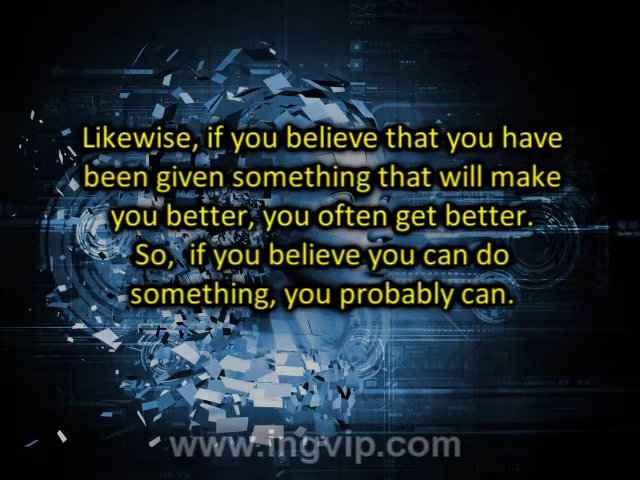 Likewise, if you believe that you have
been given something that will make
you better, you often get better.
So,  if you believe you can do
something, you probably can.
www.ingvip.com